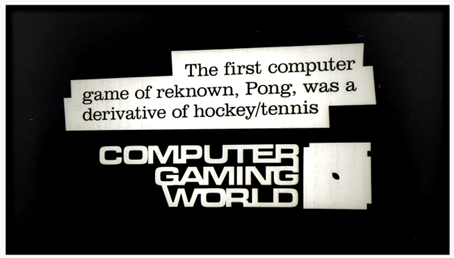 The first computer
game of reknown, Pong, was a
derivative of hockey/tennis
COMPUTER
GAMING
WORLD